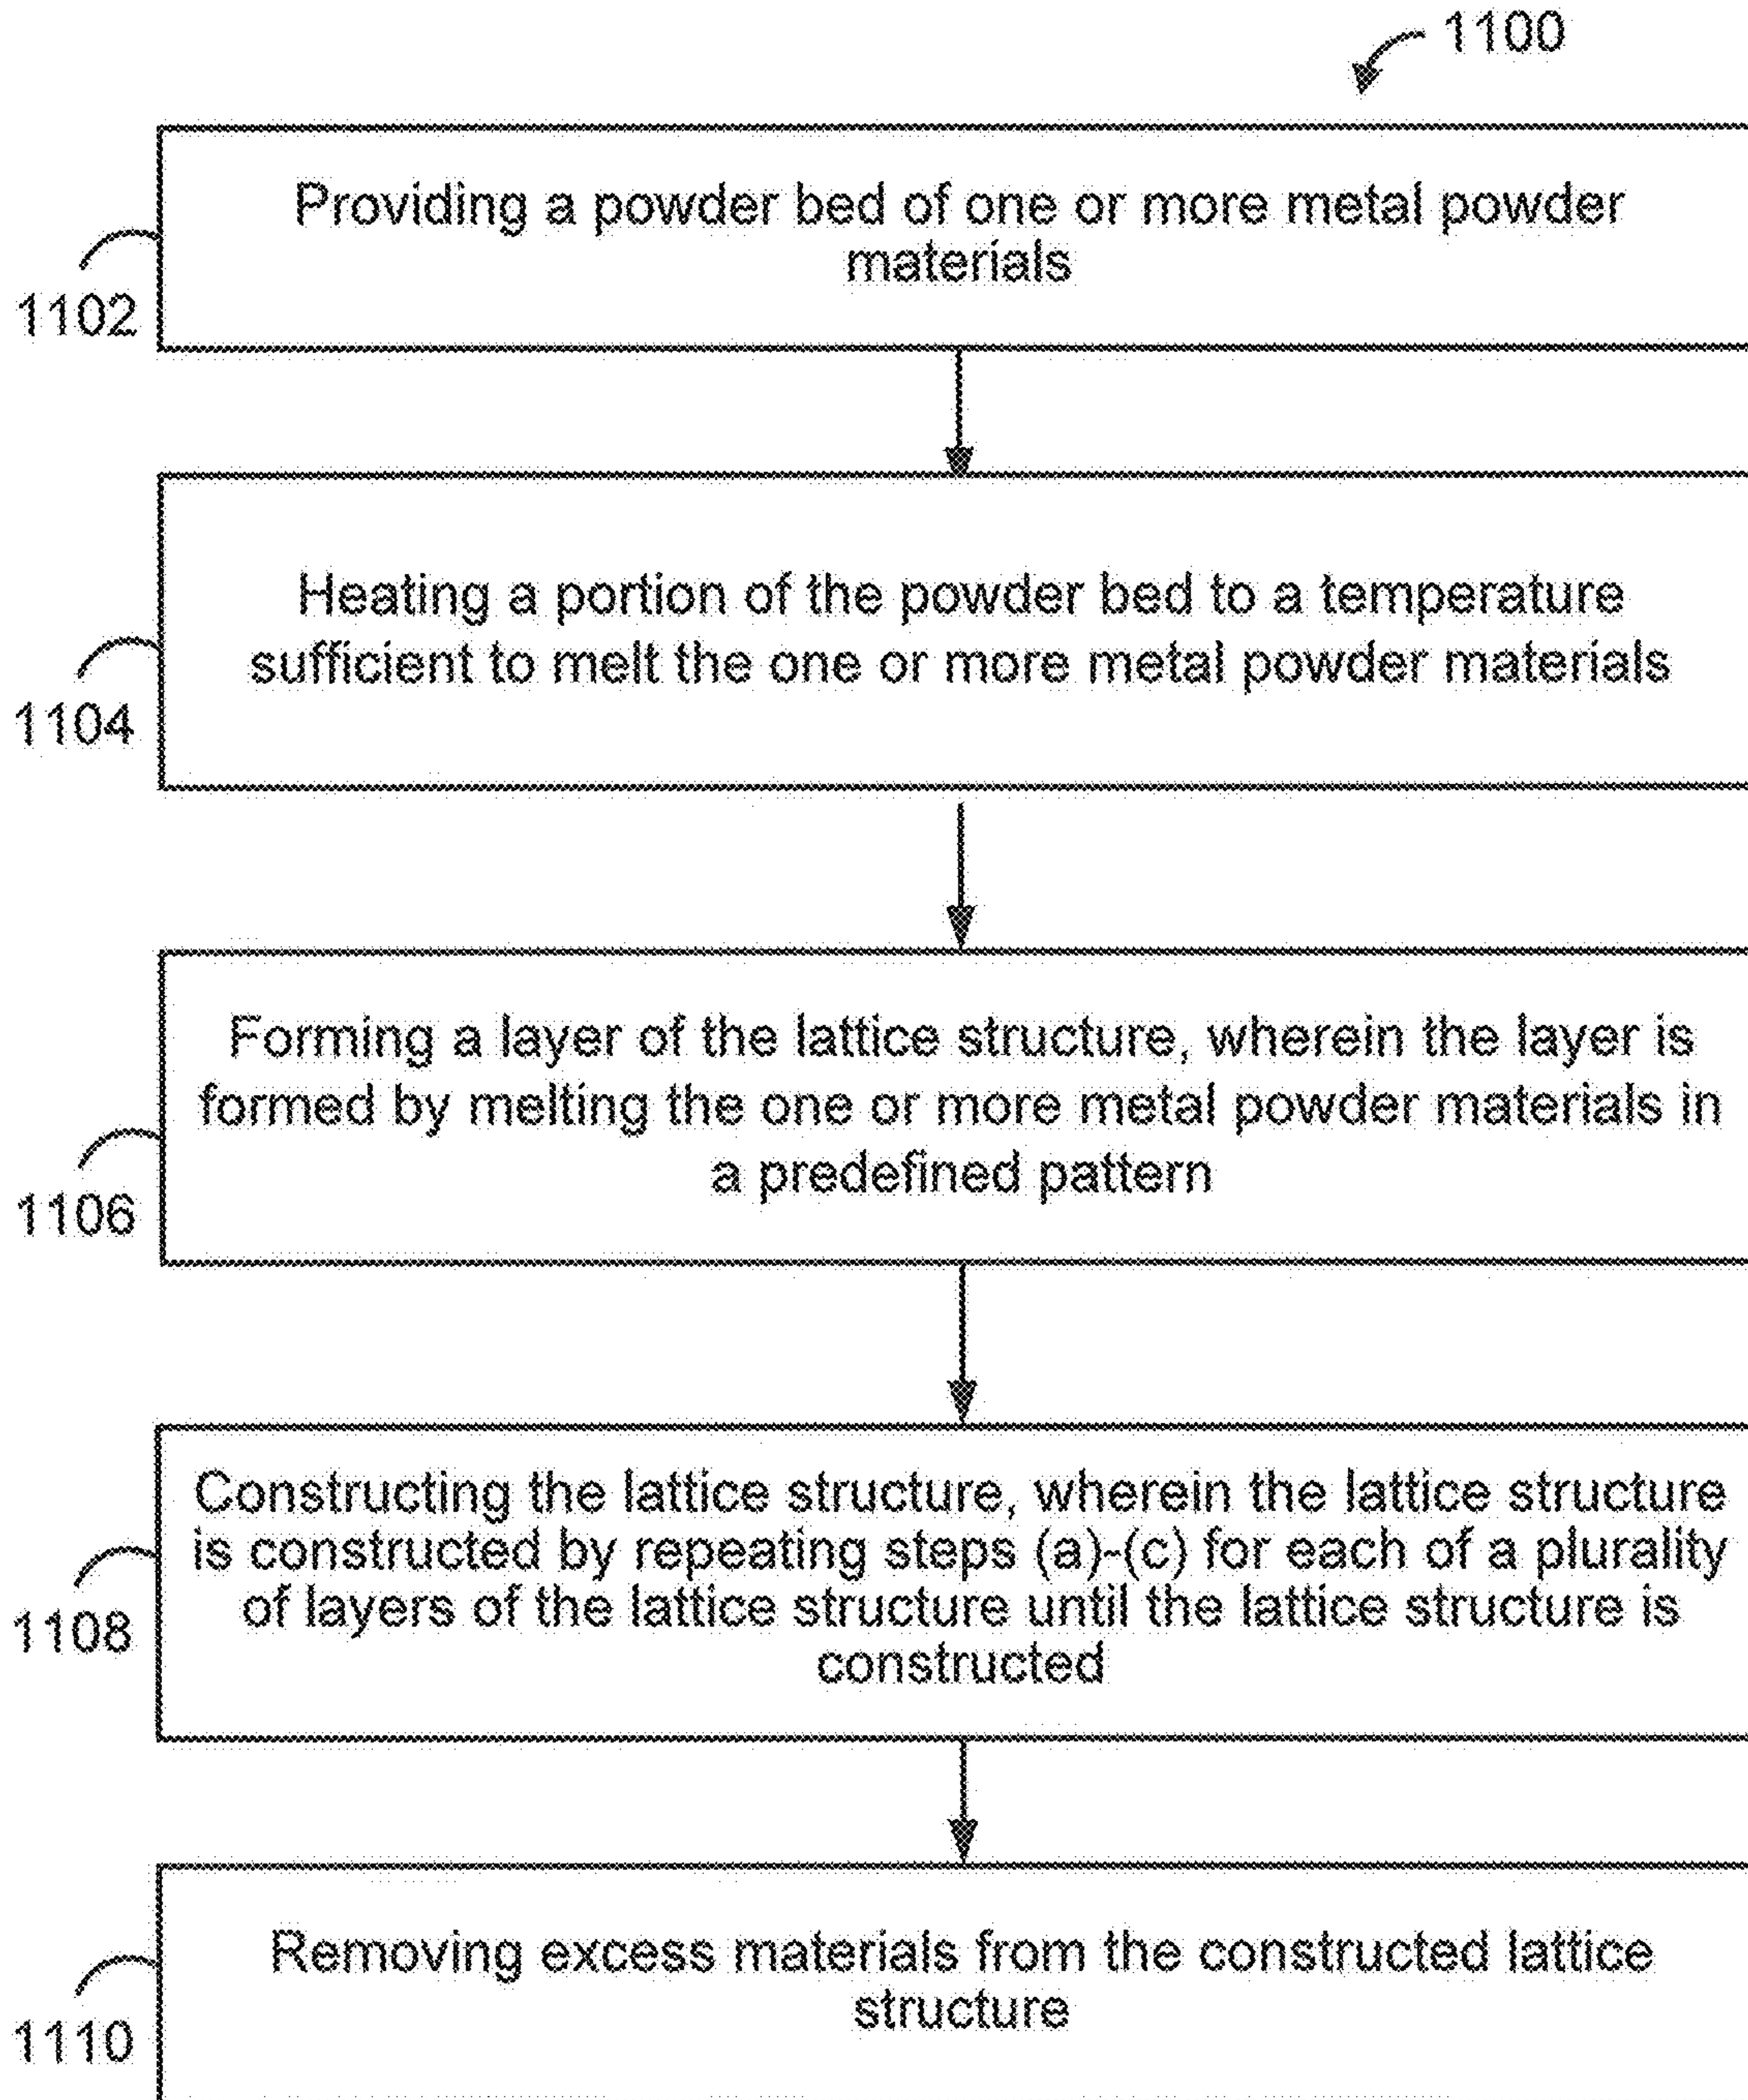 1100
Providing a powder bed of one or more metal powder
materials
1102
Heating a portion of the powder bed to a temperature
sufficient to melt the one or more metal powder materials
1104
Forming a layer of the lattice structure, wherein the layer is
formed by melting the one or more metal powder materials in
a predefined pattern
1106
Constructing the lattice structure, wherein the lattice structure
is constructed by repeating steps (a)-(c) for each of a plurality
of layers of the lattice structure until the lattice structure is
constructed
1108
Removing excess materials from the constructed lattice
structure
1110